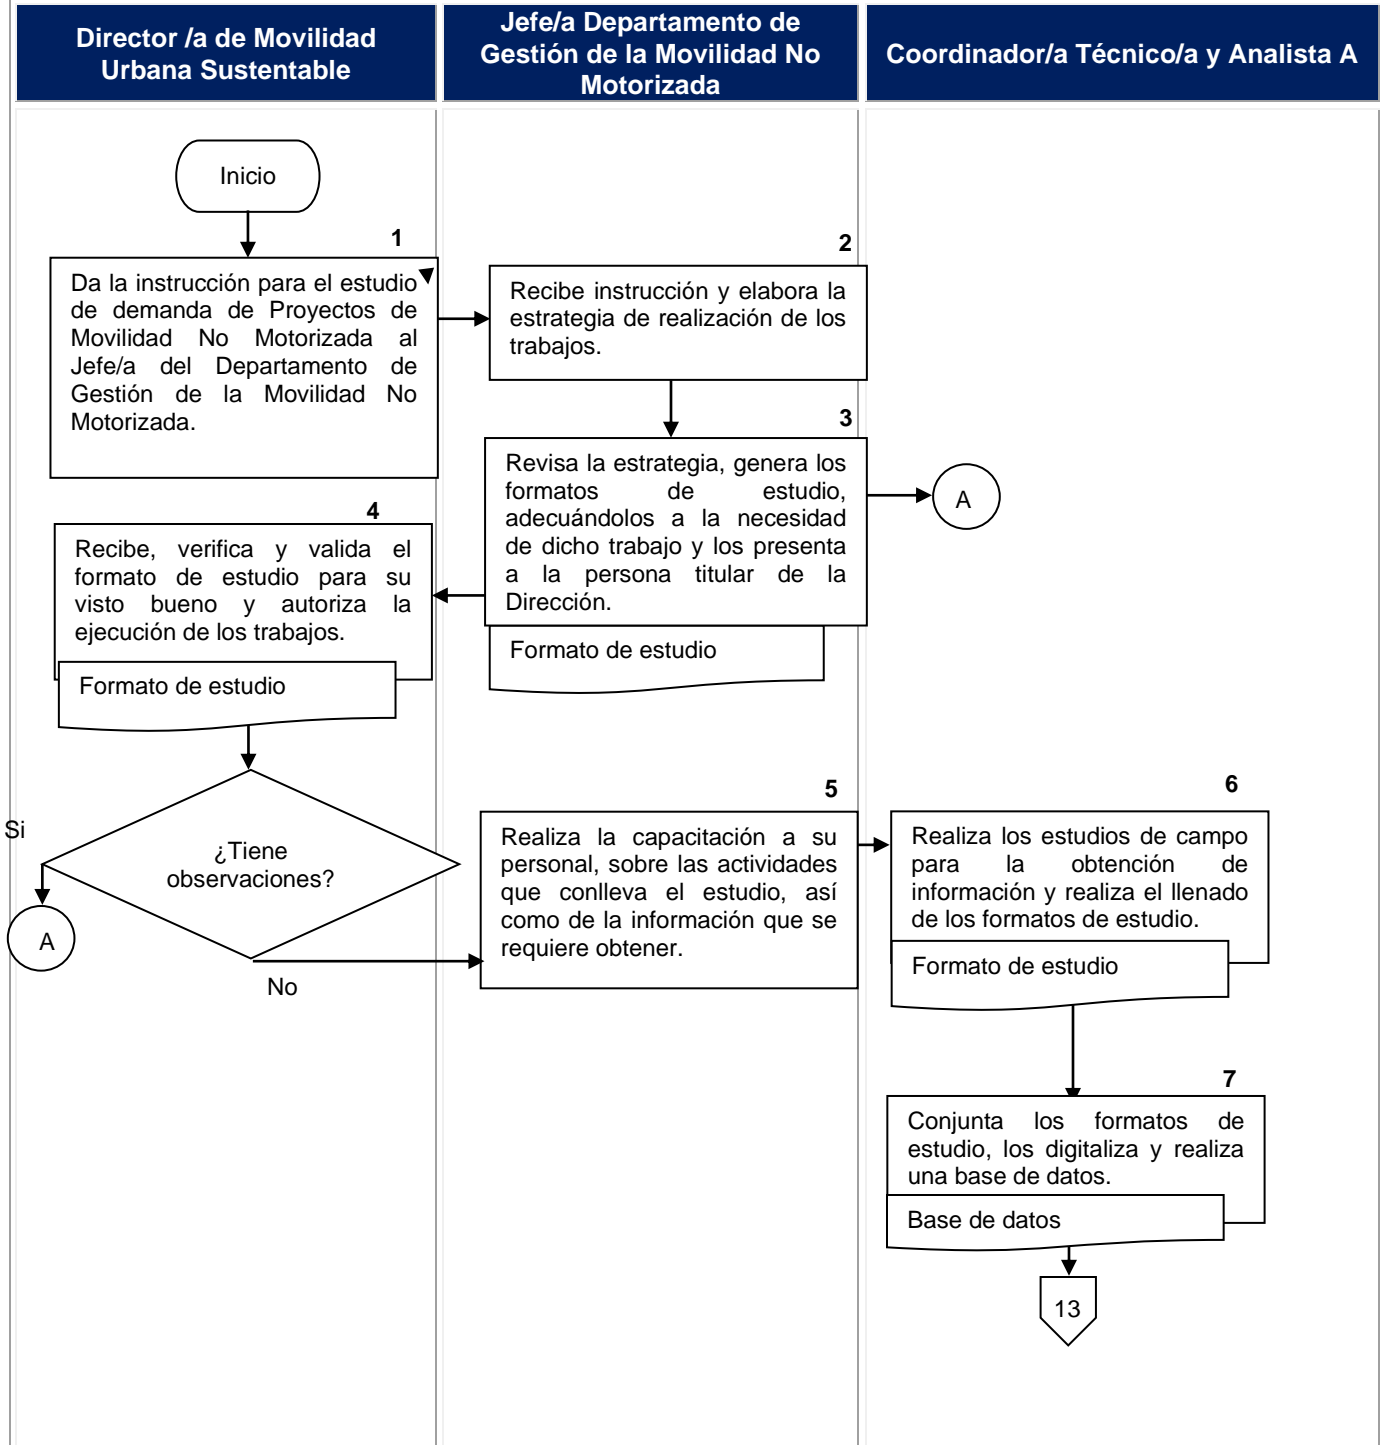 Director /a de Movilidad
Urbana Sustentable
Jefe/a Departamento de
Gestión de la Movilidad No
Motorizada
Coordinador/a Técnico/a y Analista A
Inicio
1
Da la instrucción para el estudio
de demanda de Proyectos de
Movilidad No Motorizada al
Jefe/a del Departamento de
Gestión de la Movilidad No
Motorizada.
2
Recibe instrucción y elabora la
estrategia de realización de los
trabajos.
3
Revisa la estrategia, genera los
formatos de estudio,
adecuándolos a la necesidad
de dicho trabajo y los presenta
a la persona titular de la
Dirección.
Formato de estudio
A
4
Recibe, verifica y valida el
formato de estudio para su
visto bueno y autoriza la
ejecución de los trabajos.
Formato de estudio
¿Tiene
observaciones?
Si
A
No
5
Realiza la capacitación a su
personal, sobre las actividades
que conlleva el estudio, así
como de la información que se
requiere obtener.
6
Realiza los estudios de campo
para la obtención de
información y realiza el llenado
de los formatos de estudio.
Formato de estudio
7
Conjunta los formatos de
estudio, los digitaliza y realiza
una base de datos.
Base de datos
13